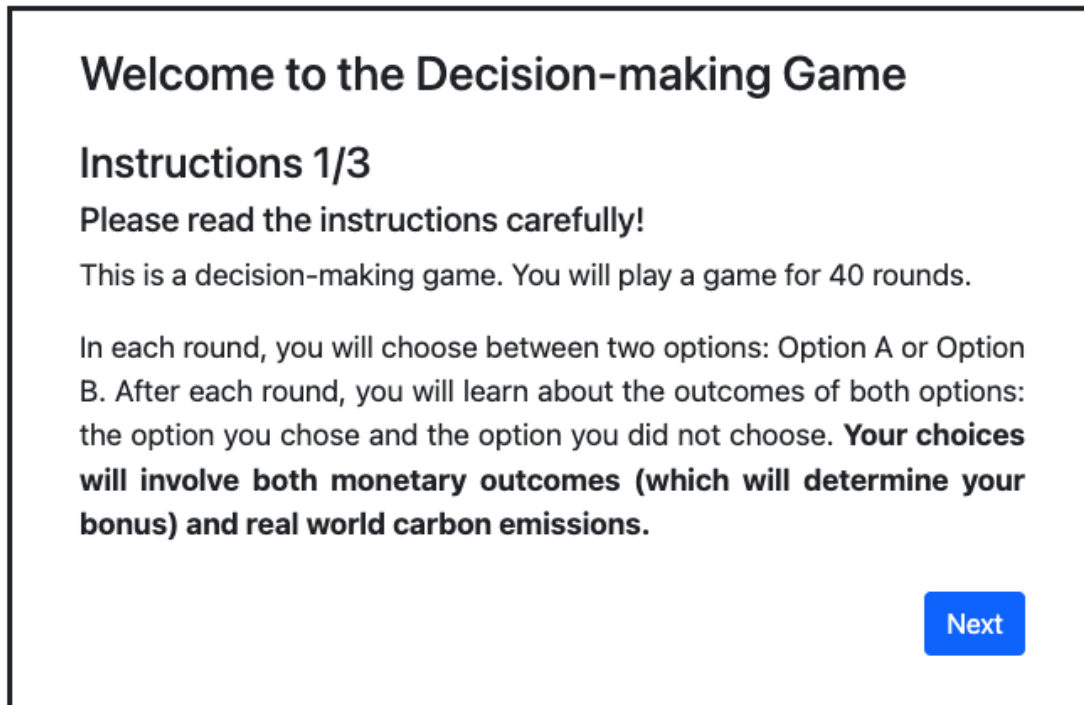 Welcome to the Decision-making Game
Instructions 1/3
Please read the instructions carefully!
This is a decision-making game. You will play a game for 40 rounds.
In each round, you will choose between two options: Option A or Option
B. After each round, you will learn about the outcomes of both options:
the option you chose and the option you did not choose. Your choices
will involve both monetary outcomes (which will determine your
bonus) and real world carbon emissions.
Next